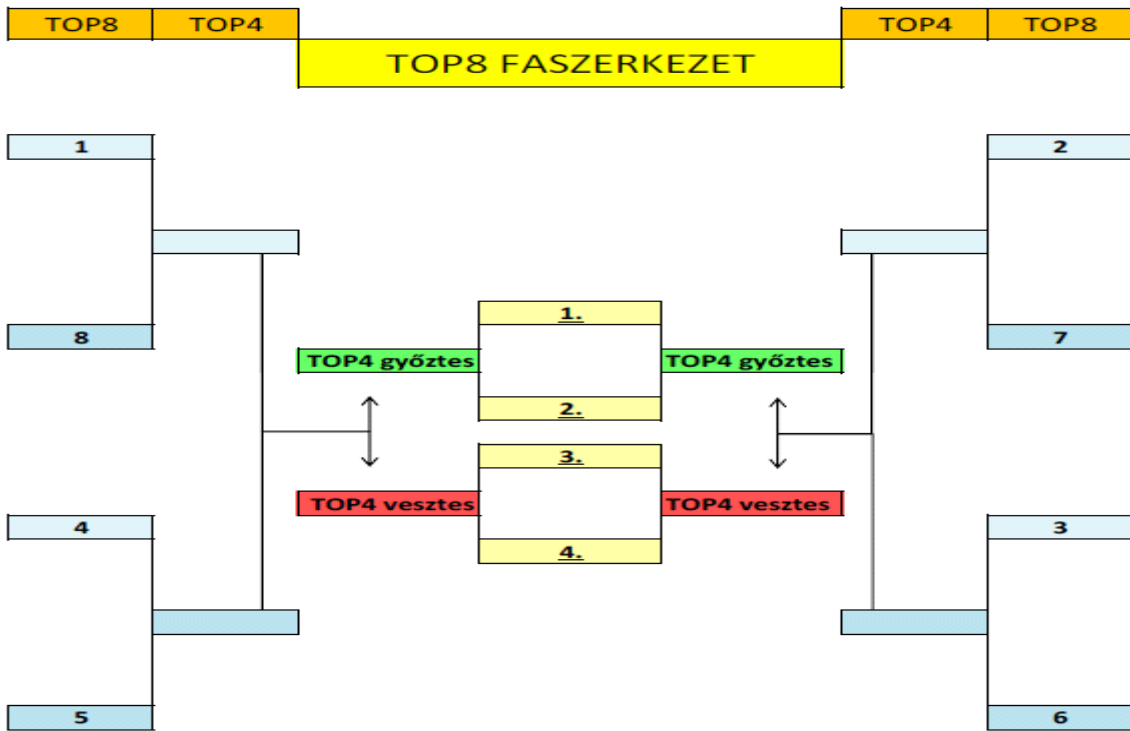 TOP8 TOP4 TOP4 TOP8
TOP8 FASZERKEZET
1 2
1.
8 7
TOP4 győztes TOP4 győztes
2.
3.
TOP4 vesztes TOP4 vesztes
4 3
4.
5 6